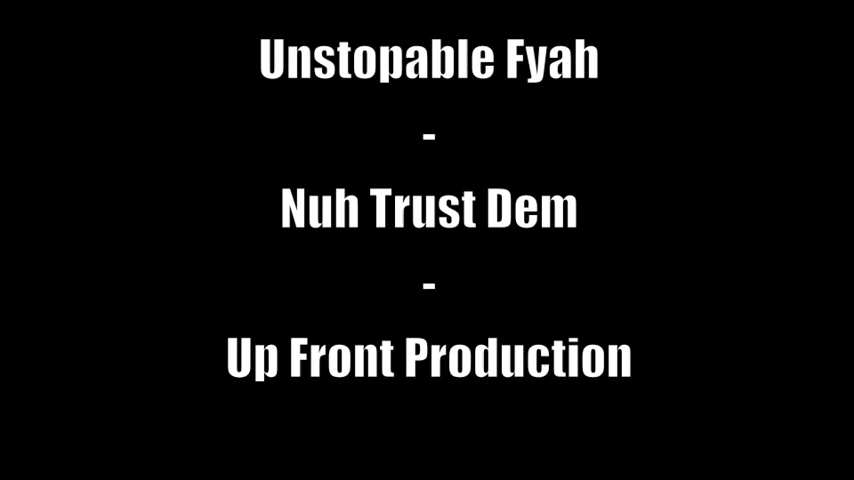 Unstopable Fyah
-
Nuh Trust Dem
-
Up Front Production